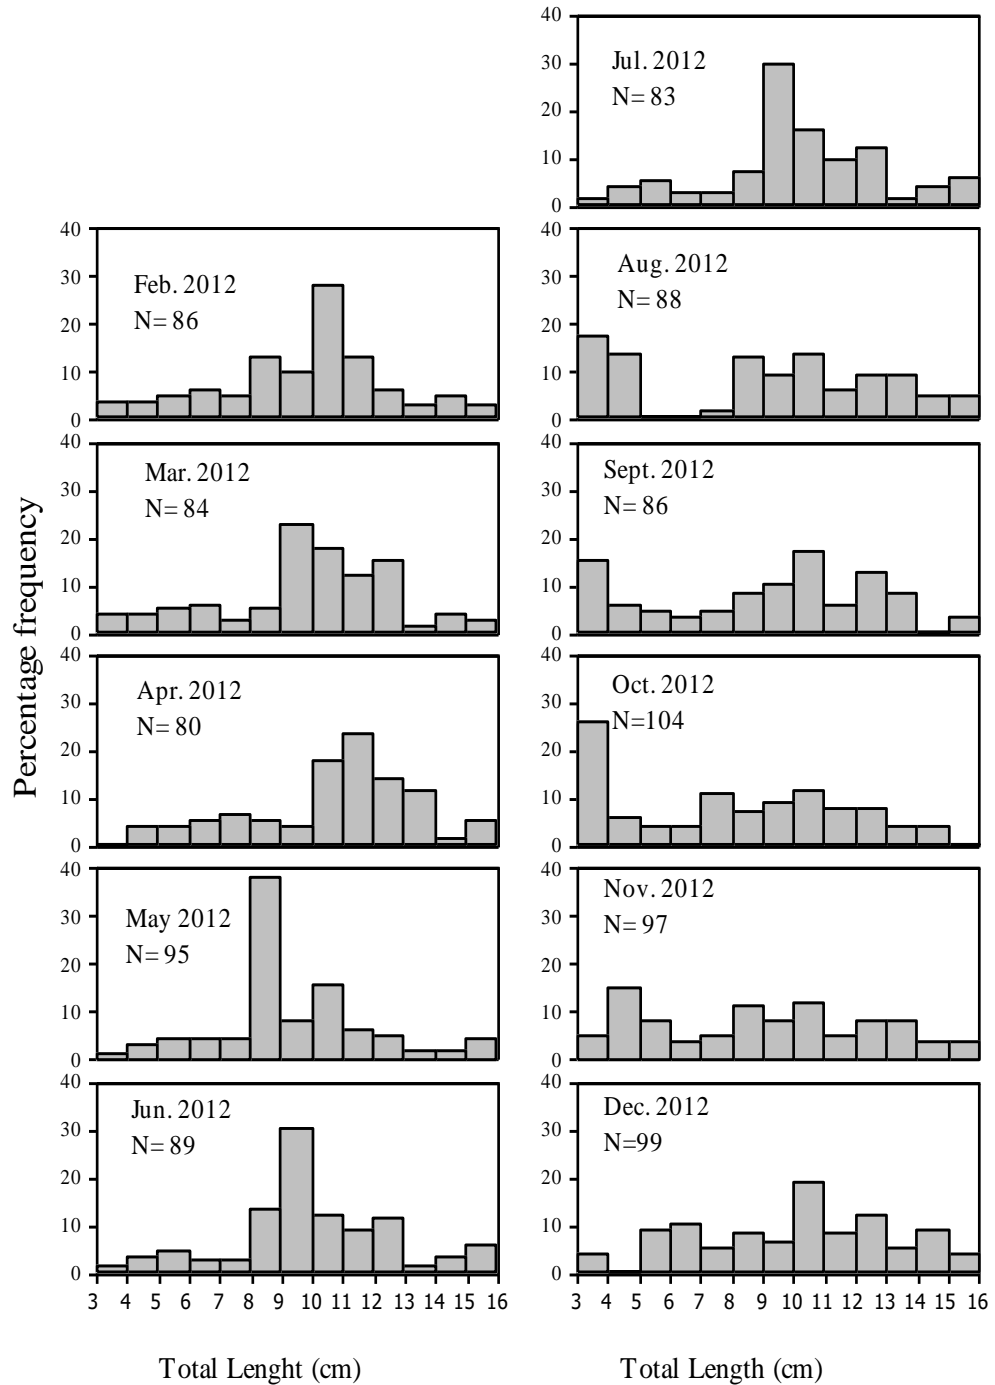 Percentage frequency
40
30
20
10
0
Feb. 2012
N= 86
40
30
20
10
0
Mar. 2012
N= 84
40
30
20
10
0
Apr. 2012
N= 80
40
30
20
10
0
May 2012
N= 95
40
30
20
10
0
Jun. 2012
N= 89
3 4 5 6 7 8 9 10 11 12 13 14 15 16
Total Lenght (cm)
40
30
20
10
0
Jul. 2012
N= 83
40
30
20
10
0
Aug. 2012
N= 88
40
30
20
10
0
Sept. 2012
N= 86
40
30
20
10
0
Oct. 2012
N=104
40
30
20
10
0
Nov. 2012
N= 97
40
30
20
10
0
Dec. 2012
N=99
3 4 5 6 7 8 9 10 11 12 13 14 15 16
Total Length (cm)